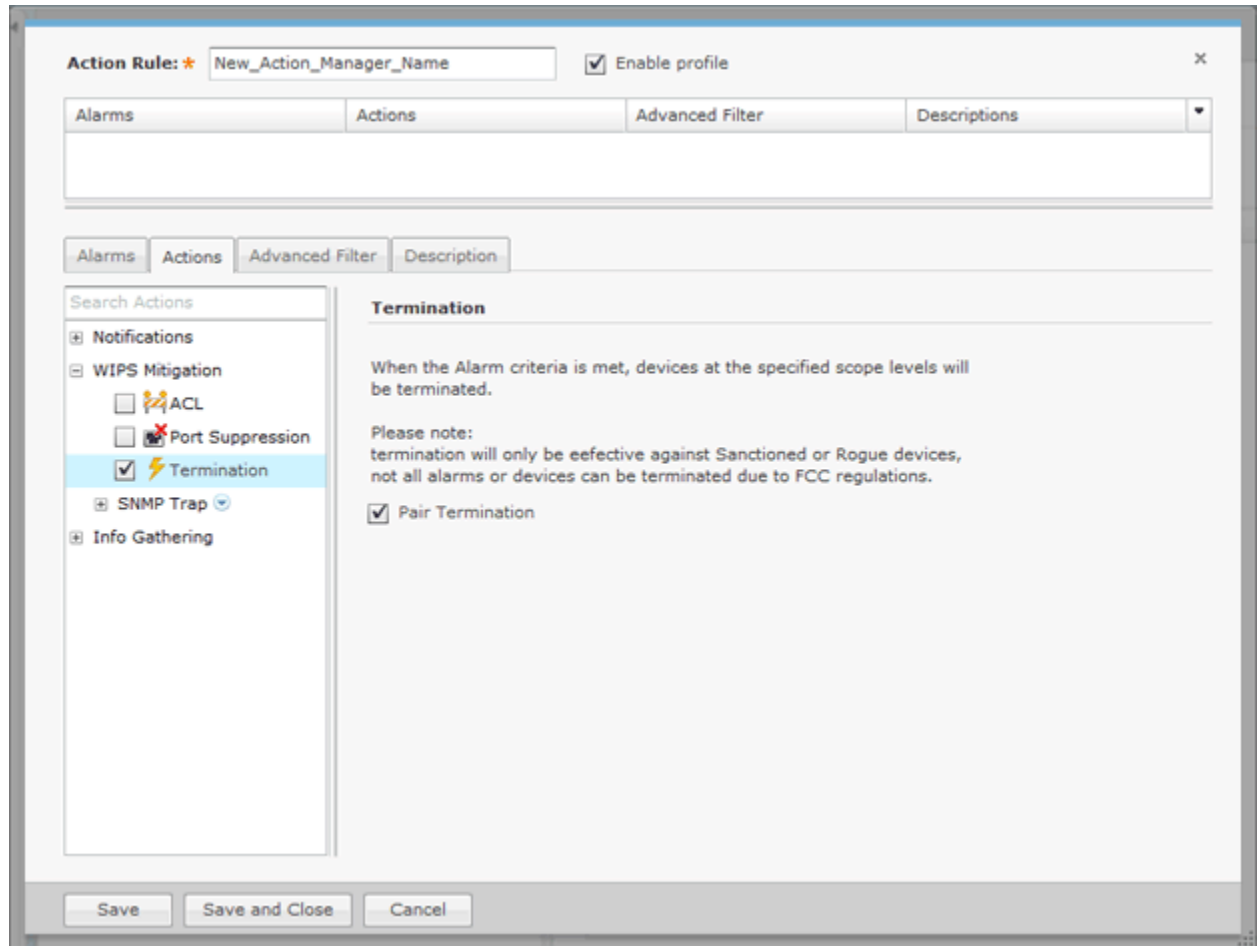 Action Rule: * New_Action_Manager_Name Enable profile
Alarms Actions Advanced Filter Descriptions
Alarms Actions Advanced Filter Description
Search Actions
Notifications
WIPS Mitigation
ACL
Port Suppression
Termination
SNMP Trap
Info Gathering
Termination
When the Alarm criteria is met, devices at the specified scope levels will
be terminated.
Please note:
termination will only be eefective against Sanctioned or Rogue devices,
not all alarms or devices can be terminated due to FCC regulations.
Pair Termination
Save Save and Close Cancel